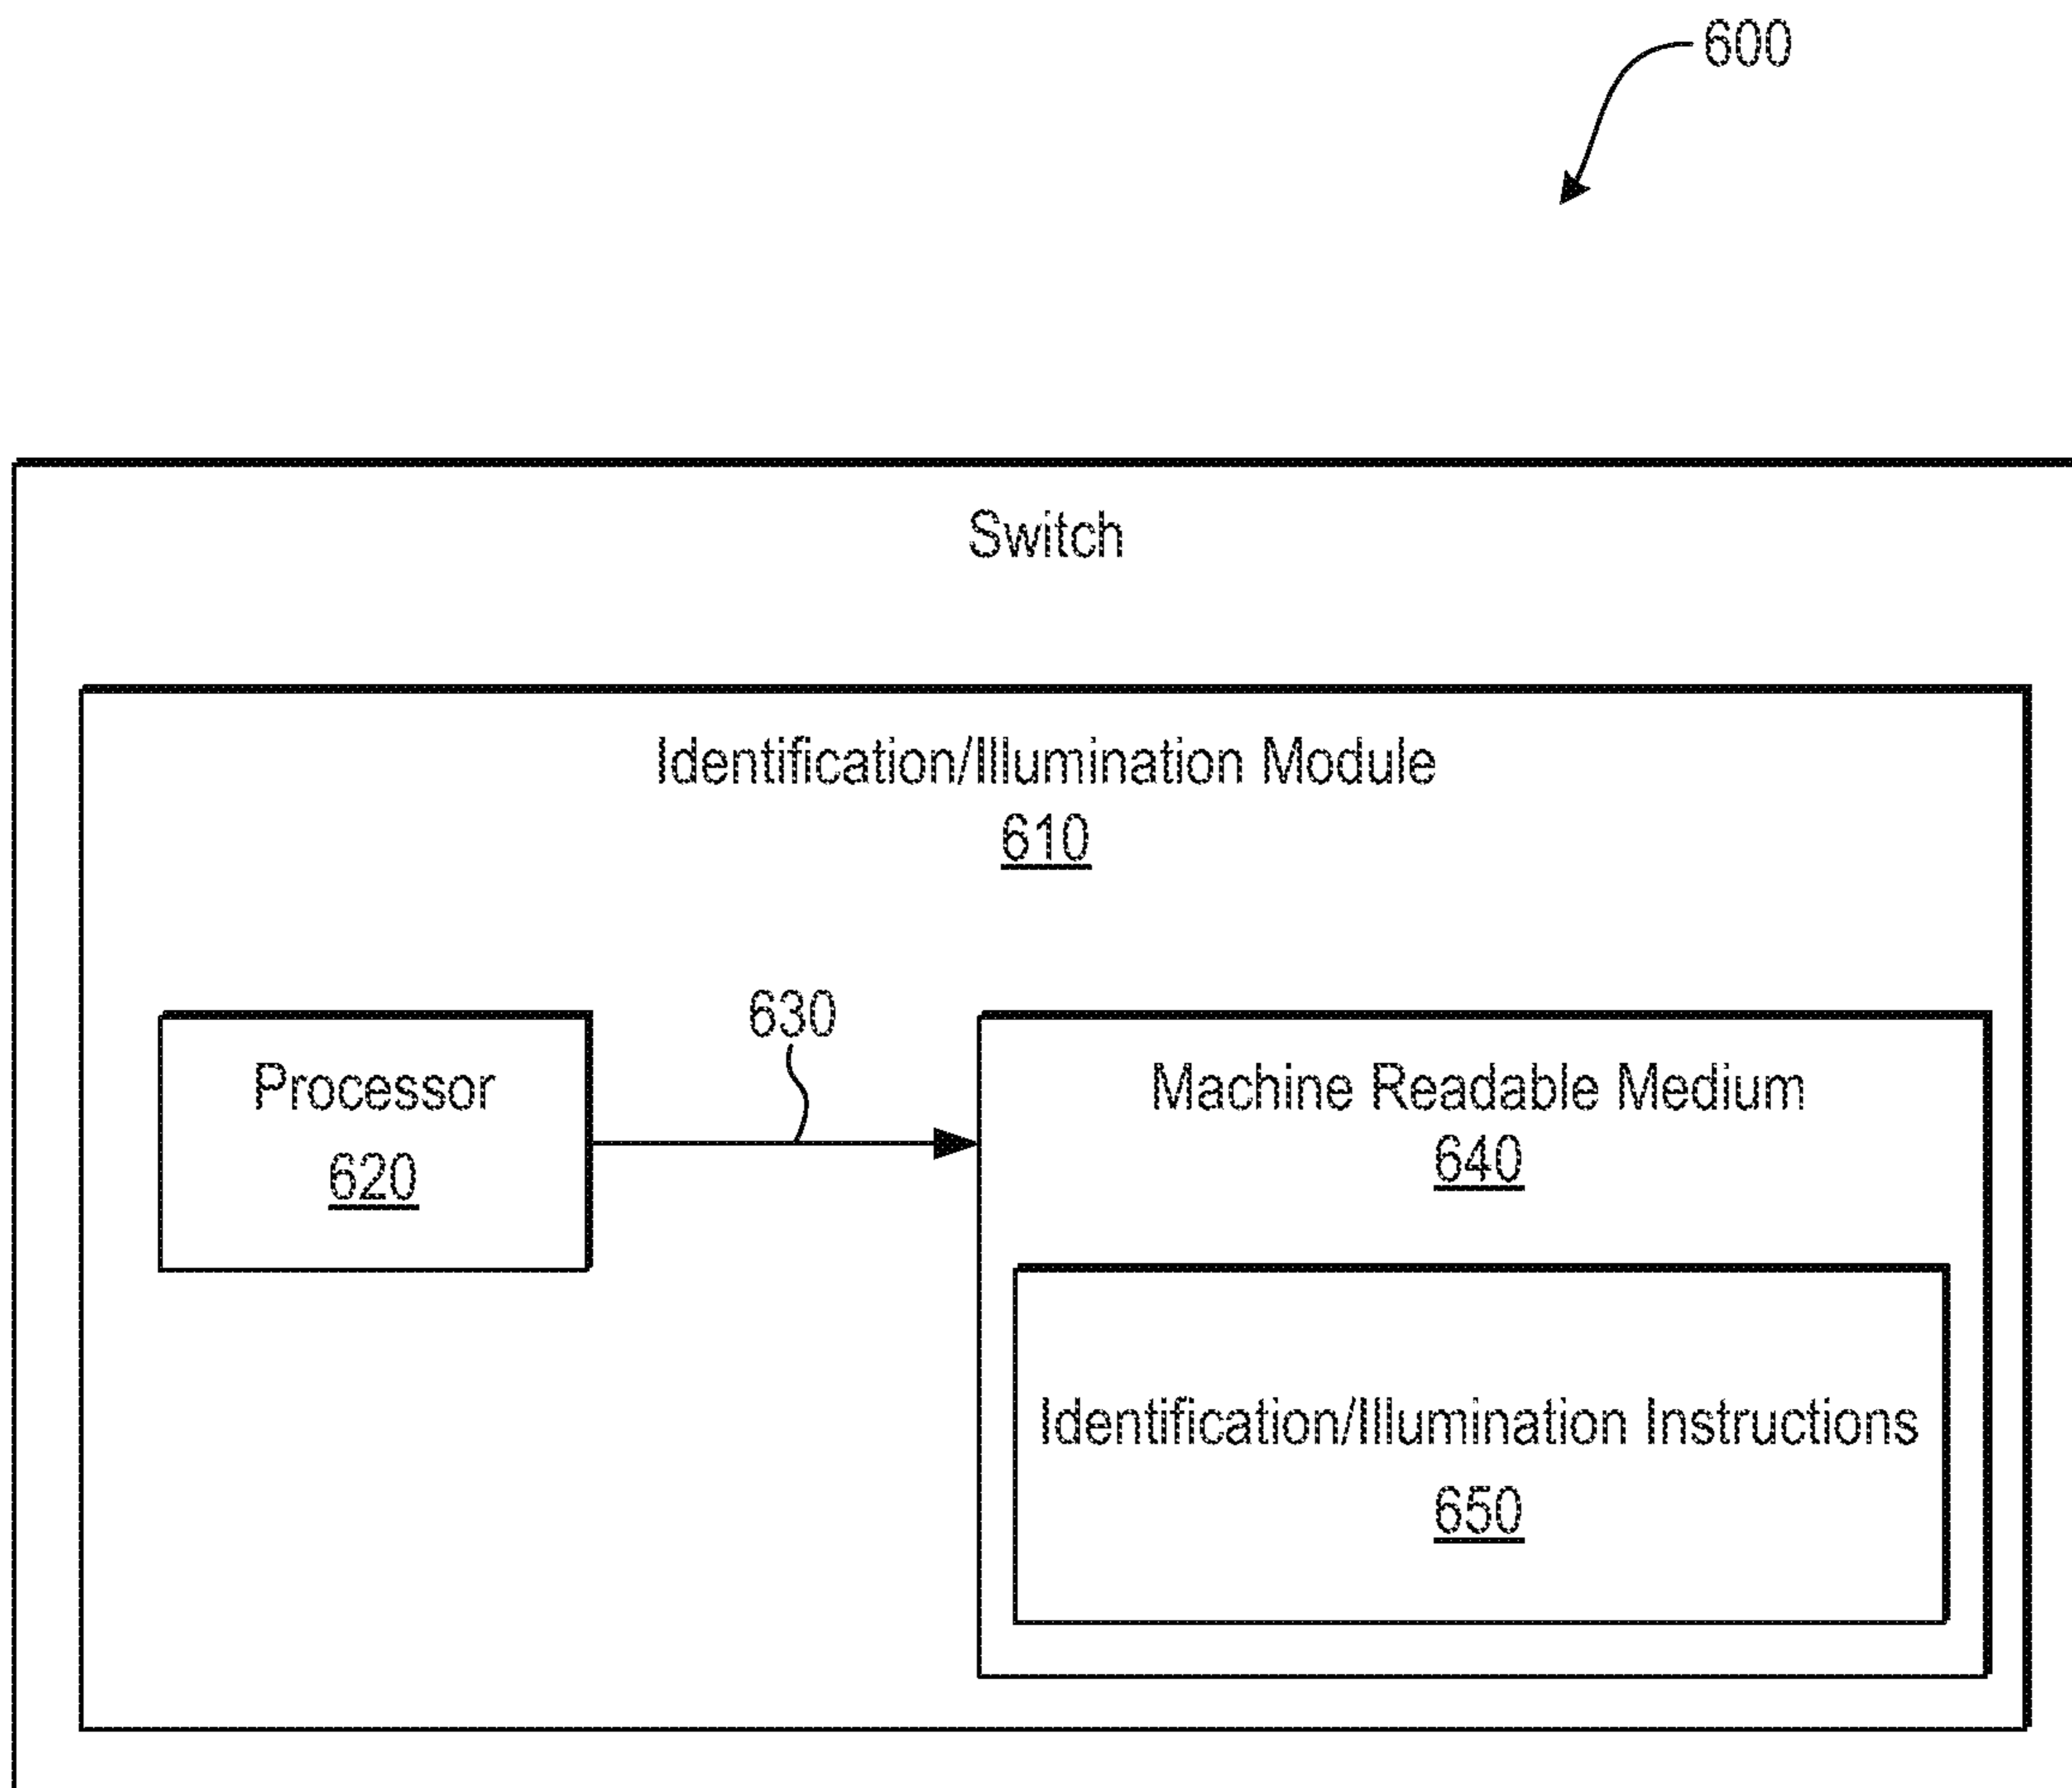 600
Switch
Identification/Illumination Module
610
630
Processor
620
Machine Readable Medium
640
Identification/Illumination Instructions
650